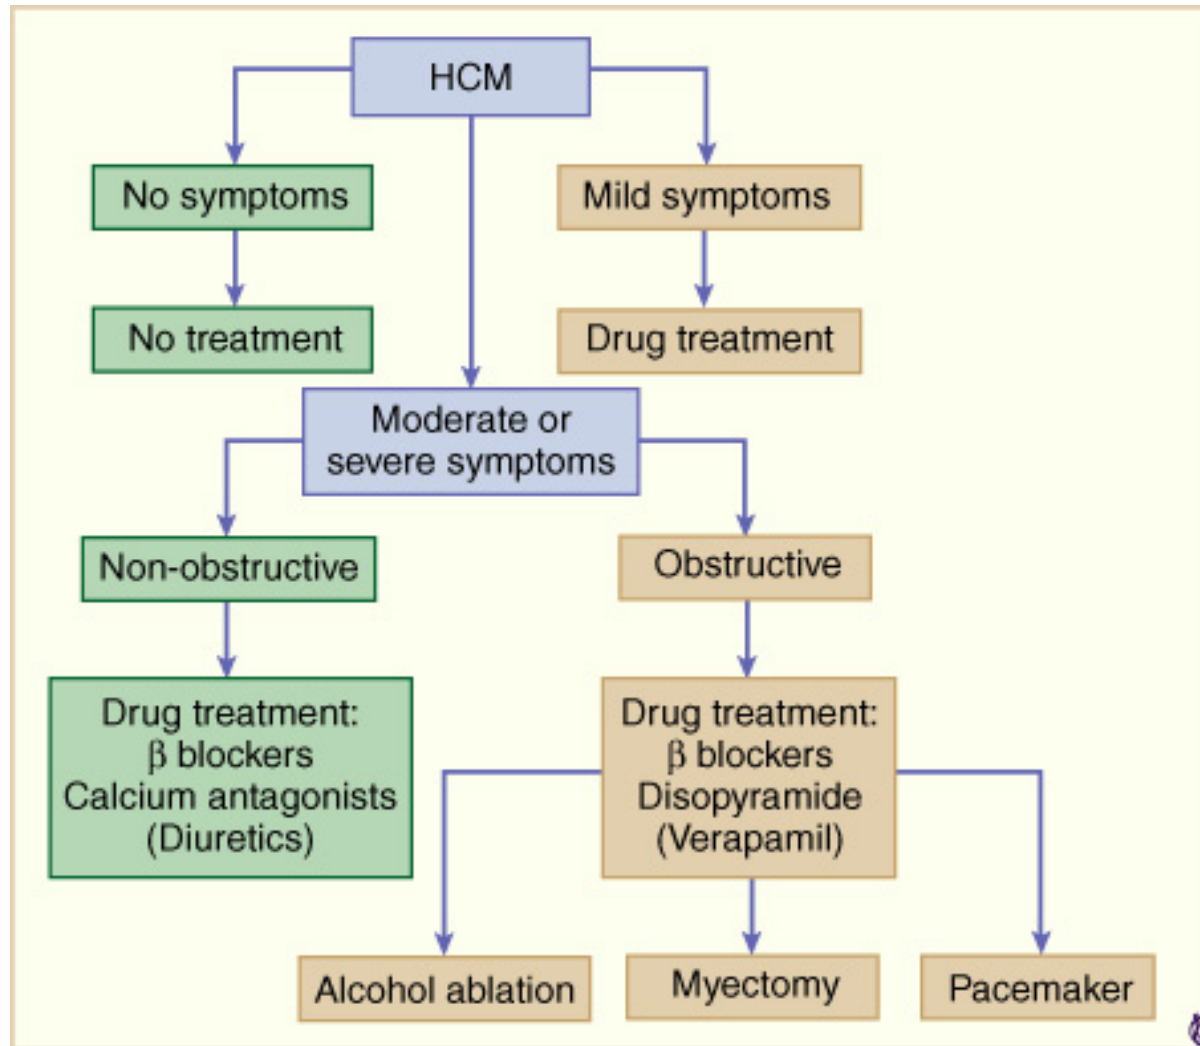 HCM
No symptoms
Mild symptoms
No treatment
Drug treatment
Moderate or
severe symptoms
Non-obstructive
Obstructive
Drug treatment:
β blockers
Calcium antagonists
(Diuretics)
Drug treatment:
β blockers
Disopyramide
(Verapamil)
Alcohol ablation
Myectomy
Pacemaker